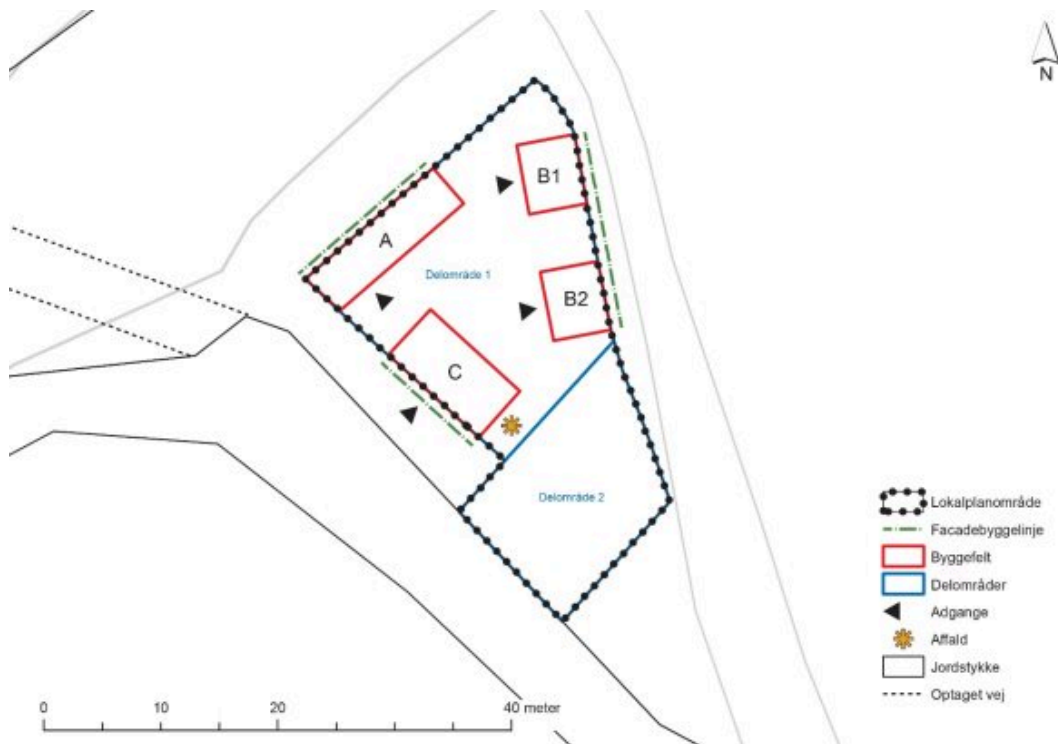 N
B1
A
Delområde 1
B2
C
Delområde 2
Lokalplanområde
Facadebyggelinje
Byggefelt
Delområder
Adgange
Affald
Jordstykke
Optaget vej
0 10 20 40 meter